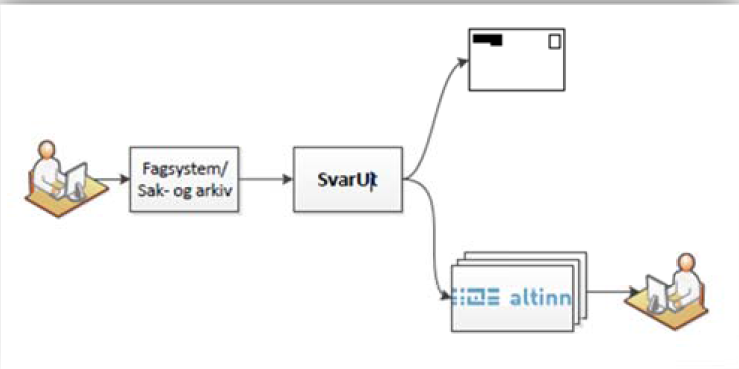 Fagsystem/
Sak- og arkiv
SvarUt
altinn